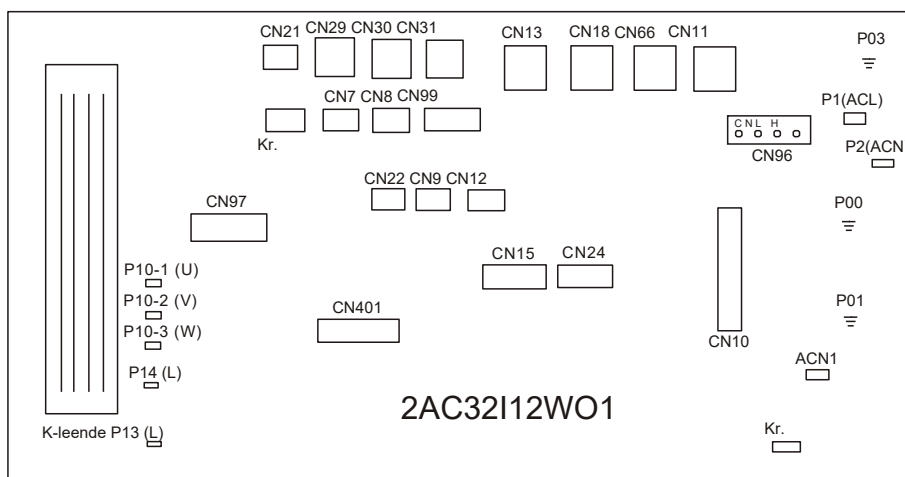 CN21 CN29 CN30 CN31 CN13 CN18 CN66 CN11
P03
P1(ACL)
CN7 CN8 CN99
Kr.
CNL H
CN96
P2(ACN
CN22 CN9 CN12
CN97
P00
CN15 CN24
P10-1 (U)
P10-2 (V)
CN401
P01
P10-3 (W)
CN10
ACN1
P14 (L)
2AC32I12WO1
K-leende P13 (L)
Kr.